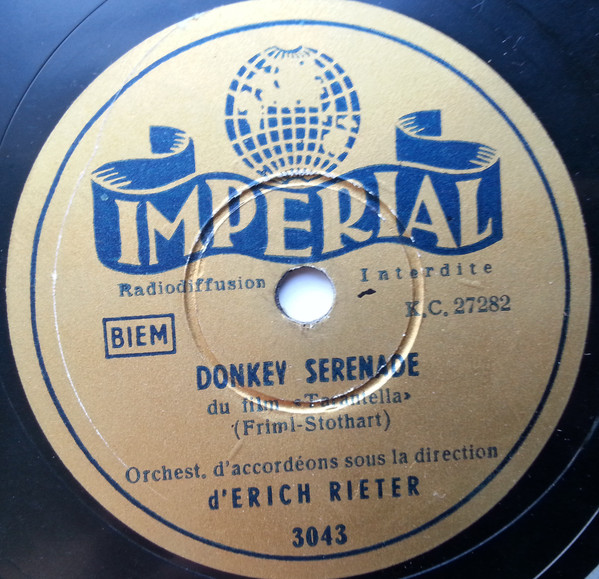 IMPERIAL
Radiodiffusion Interdite
K.C. 27282
BIEM
DONKEY SERENADE
du film «Tarantella»
(Friml-Stothart)
Orchest. d'accordéons sous la direction
d'ERICH RIETER
3043